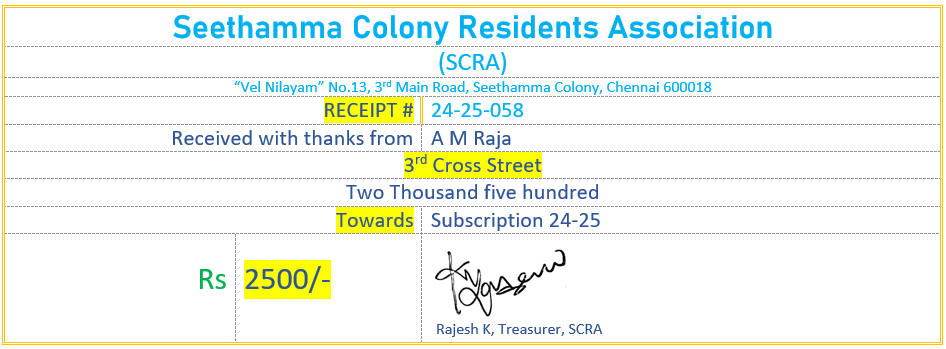 Seethamma Colony Residents Association
(SCRA)
“Vel Nilayam” No.13, 3rd Main Road, Seethamma Colony, Chennai 600018
RECEIPT # 24-25-058
Received with thanks from A M Raja
3rd Cross Street
Two Thousand five hundred
Towards Subscription 24-25
Rs 2500/-
Rajesh K, Treasurer, SCRA